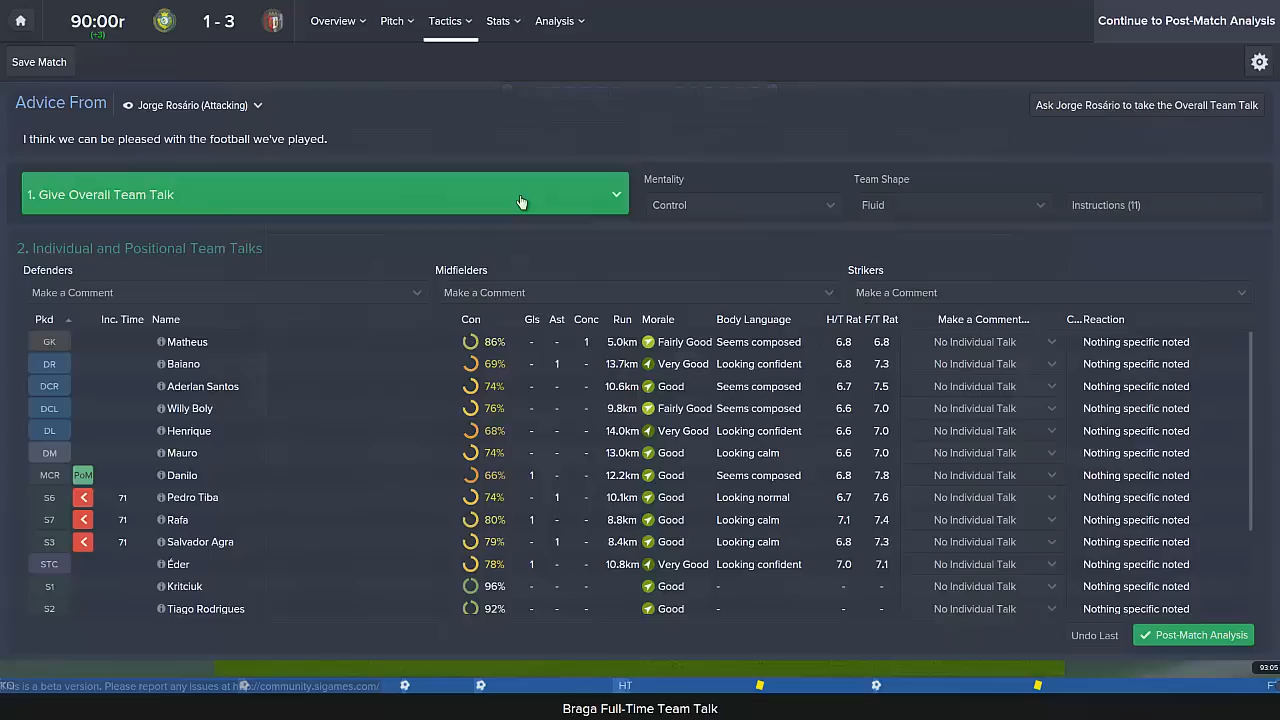 90:00r 1 - 3 Overview Pitch Tactics Stats Analysis Continue to Post-Match Analysis
(+3)
Save Match
Advice From Jorge Rosário (Attacking) Ask Jorge Rosário to take the Overall Team Talk
I think we can be pleased with the football we've played.
1. Give Overall Team Talk
Mentality Team Shape
Control Fluid Instructions (11)
2. Individual and Positional Team Talks
Defenders Midfielders Strikers
Make a Comment Make a Comment Make a Comment
Pkd Inc. Time Name Con Gls Ast Conc Run Morale Body Language H/T Rat F/T Rat Make a Comment... C... Reaction
GK Matheus 86% - - 1 5.0km Fairly Good Seems composed 6.8 6.8 No Individual Talk Nothing specific noted
DR Baiano 69% - 1 - 13.7km Very Good Looking confident 6.8 7.3 No Individual Talk Nothing specific noted
DCR Aderlan Santos 74% - - - 10.6km Good Seems composed 6.7 7.5 No Individual Talk Nothing specific noted
DCL Willy Boly 76% - - - 9.8km Fairly Good Seems composed 6.6 7.0 No Individual Talk Nothing specific noted
DL Henrique 68% - - - 14.0km Very Good Looking confident 6.6 7.0 No Individual Talk Nothing specific noted
DM Mauro 74% - - - 13.0km Good Looking calm 6.6 7.0 No Individual Talk Nothing specific noted
MCR PoM Danilo 66% 1 - - 12.2km Good Seems composed 6.8 7.8 No Individual Talk Nothing specific noted
S6 71 Pedro Tiba 74% - 1 - 10.1km Good Looking normal 6.7 7.6 No Individual Talk Nothing specific noted
S7 71 Rafa 80% 1 - - 8.8km Good Looking calm 7.1 7.4 No Individual Talk Nothing specific noted
S3 71 Salvador Agra 79% - 1 - 8.4km Good Looking calm 6.8 7.3 No Individual Talk Nothing specific noted
STC Éder 78% 1 - - 10.8km Very Good Looking confident 7.0 7.1 No Individual Talk Nothing specific noted
S1 Kritciuk 96% - - - Good - - - No Individual Talk Nothing specific noted
S2 Tiago Rodrigues 92% - - - Good - - - No Individual Talk Nothing specific noted
Undo Last Post-Match Analysis
93:05
is a beta version. Please report any issues at http://community.sigames.com/ HT
Braga Full-Time Team Talk